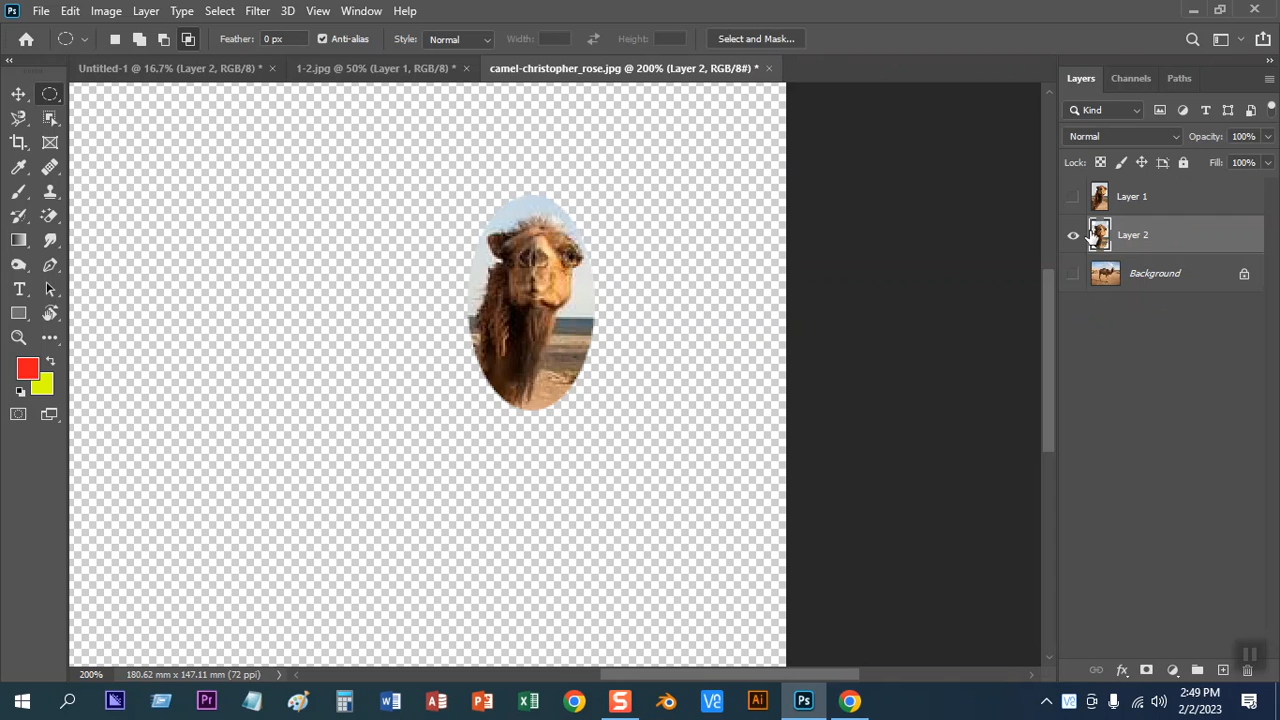 Ps File Edit Image Layer Type Select Filter 3D View Window Help
Feather: 0 px Anti-alias Style: Normal Width: Height: Select and Mask...
Untitled-1 @ 16.7% (Layer 2, RGB/8) * × 1-2.jpg @ 50% (Layer 1, RGB/8) * × camel-christopher_rose.jpg @ 200% (Layer 2, RGB/8#) * ×
Layers Channels Paths
Kind
Normal Opacity: 100%
Lock: Fill: 100%
Layer 1
Layer 2
Background
200% 180.62 mm x 147.11 mm (72 ppi)
Pr Ai Ps
2:49 PM
2/2/2023